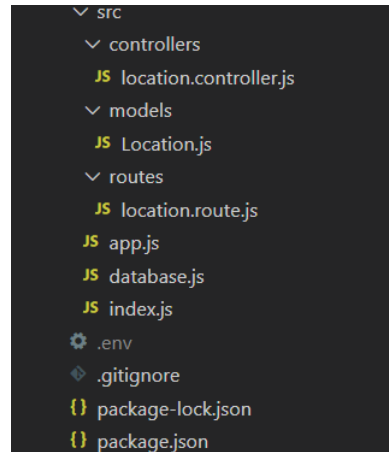 src
controllers
JS location.controller.js
models
JS Location.js
routes
JS location.route.js
JS app.js
JS database.js
JS index.js
.env
.gitignore
{} package-lock.json
{} package.json